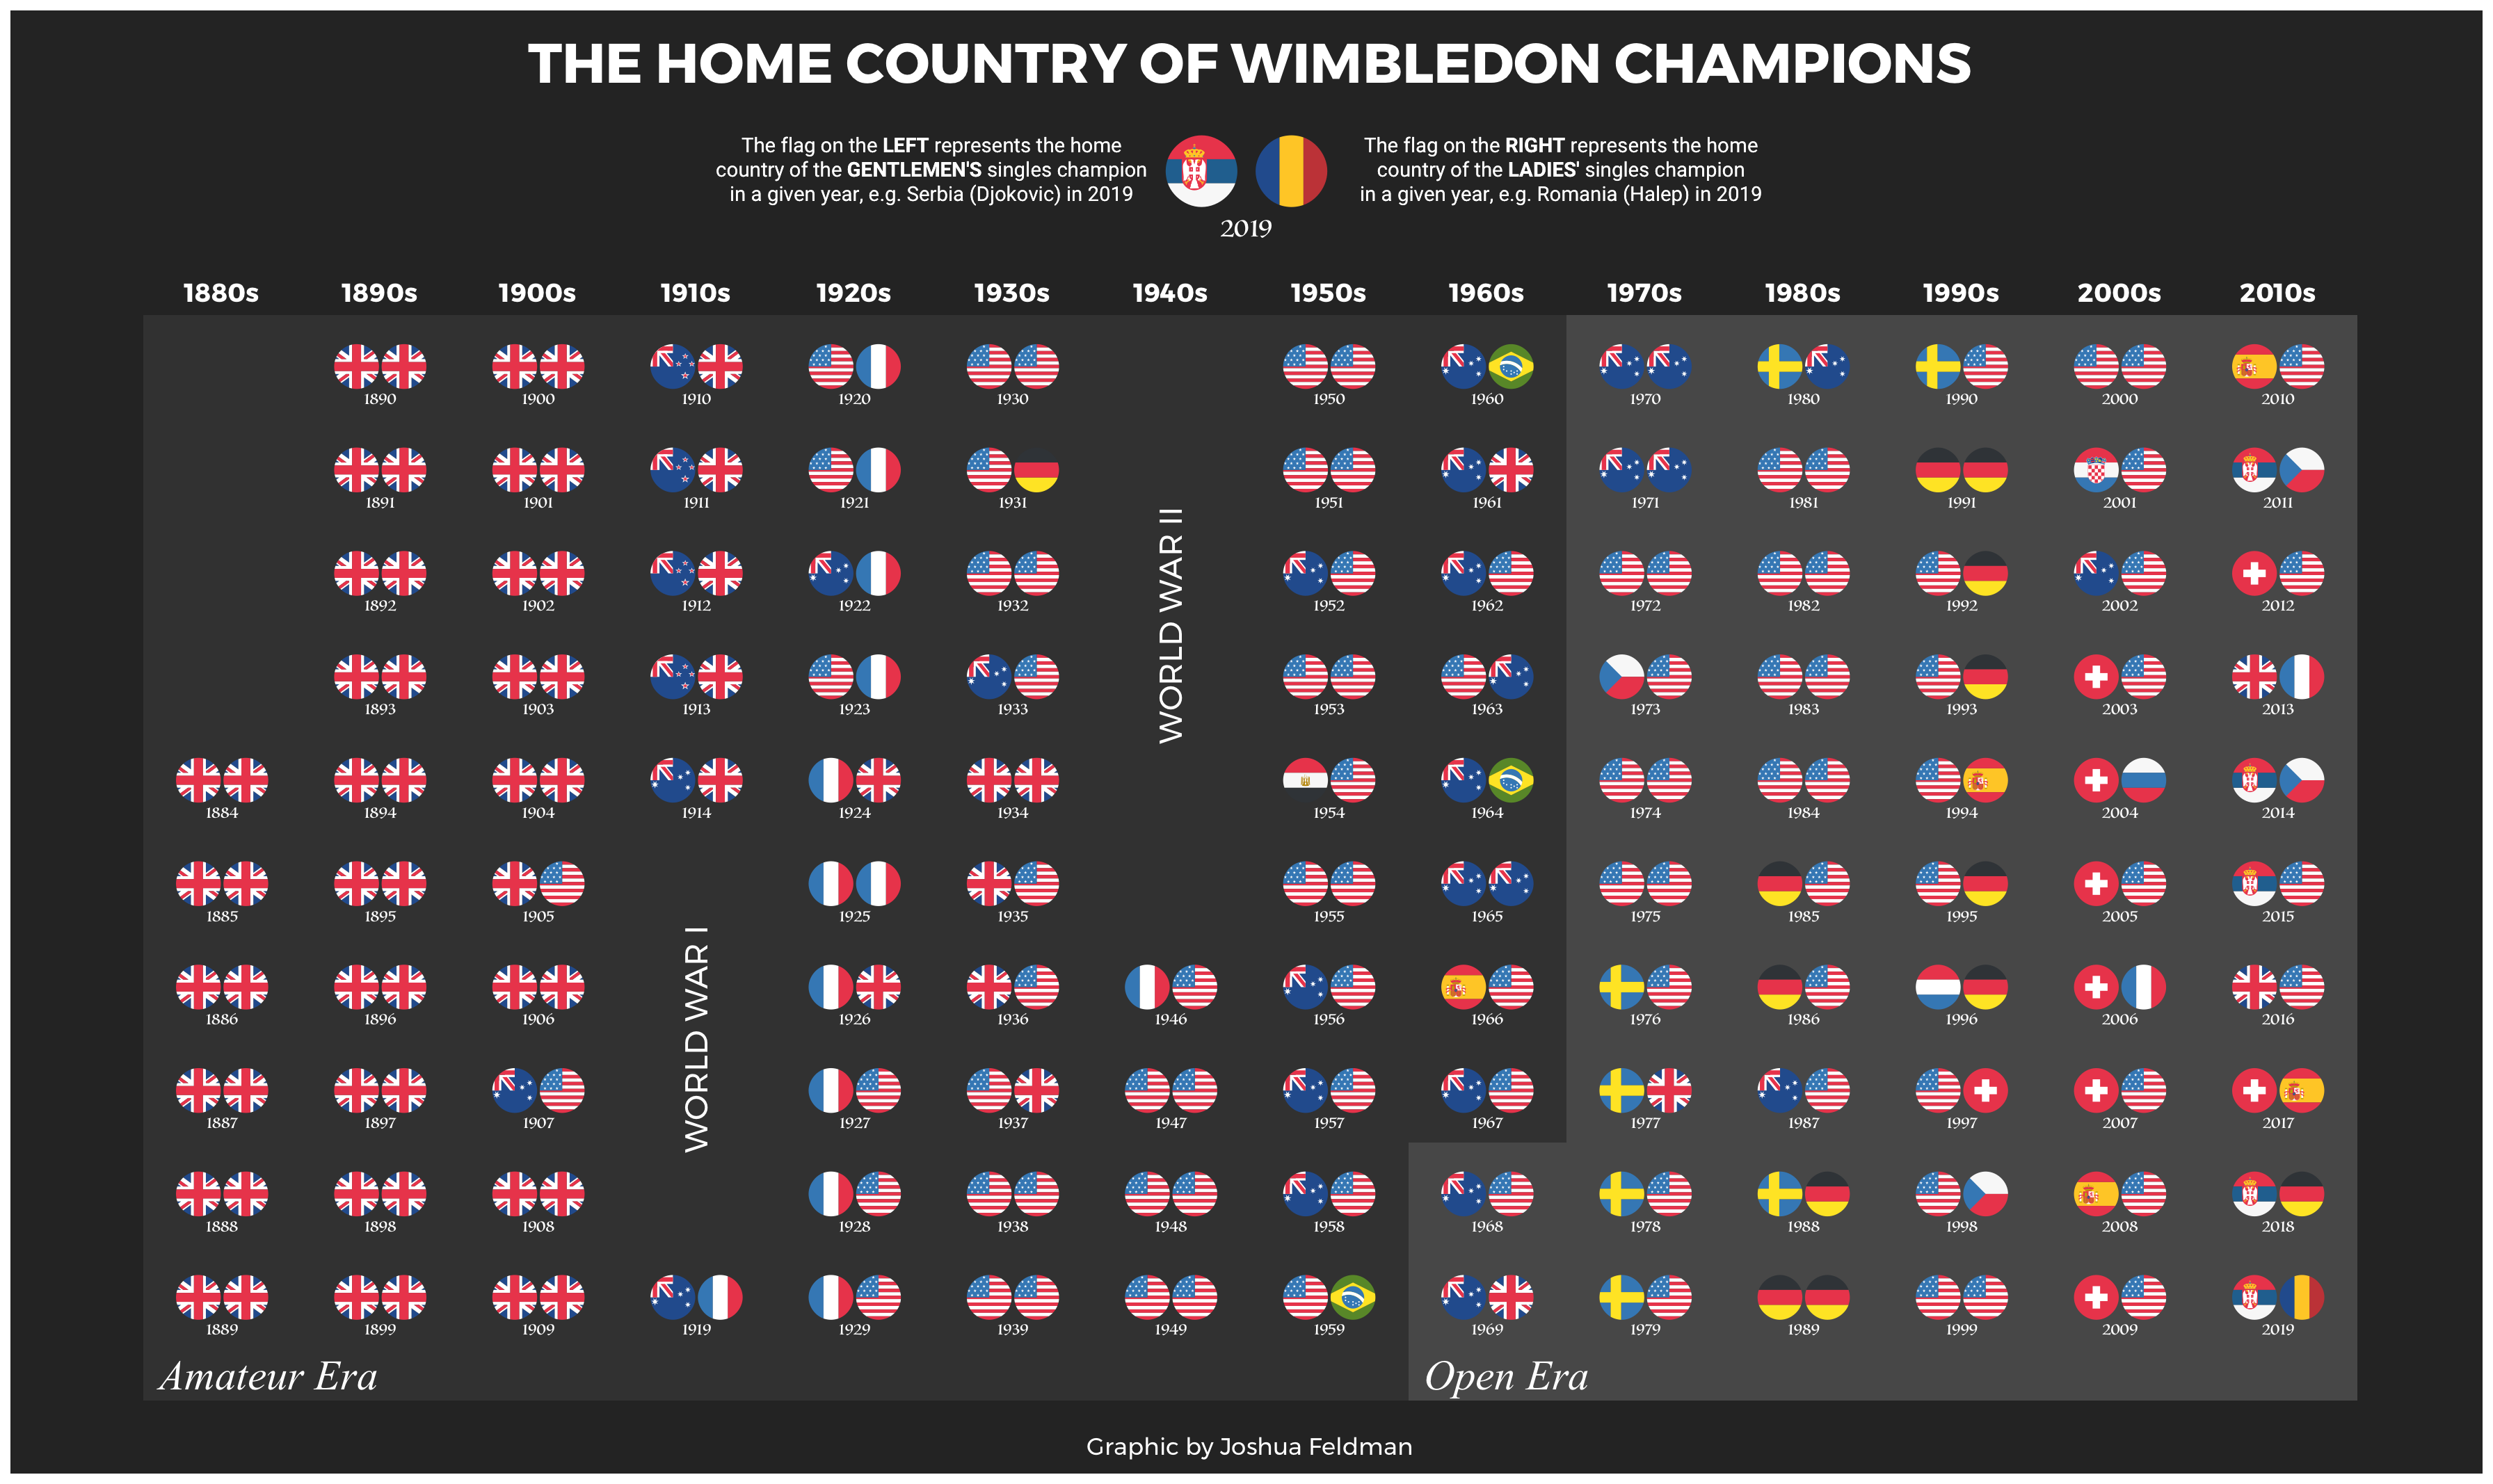 THE HOME COUNTRY OF WIMBLEDON CHAMPIONS
The flag on the LEFT represents the home
country of the GENTLEMEN'S singles champion
in a given year, e.g. Serbia (Djokovic) in 2019
The flag on the RIGHT represents the home
country of the LADIES' singles champion
in a given year, e.g. Romania (Halep) in 2019
2019
1880s 1890s 1900s 1910s 1920s 1930s 1940s 1950s 1960s 1970s 1980s 1990s 2000s 2010s
1890 1900 1910 1920 1930 1950 1960 1970 1980 1990 2000 2010
1891 1901 1911 1921 1931 1951 1961 1971 1981 1991 2001 2011
1892 1902 1912 1922 1932 1952 1962 1972 1982 1992 2002 2012
WORLD WAR II
1893 1903 1913 1923 1933 1953 1963 1973 1983 1993 2003 2013
1884 1894 1904 1914 1924 1934 1954 1964 1974 1984 1994 2004 2014
1885 1895 1905 1925 1935 1955 1965 1975 1985 1995 2005 2015
1886 1896 1906 1926 1936 1946 1956 1966 1976 1986 1996 2006 2016
WORLD WAR I
1887 1897 1907 1927 1937 1947 1957 1967 1977 1987 1997 2007 2017
1888 1898 1908 1928 1938 1948 1958 1968 1978 1988 1998 2008 2018
1889 1899 1909 1919 1929 1939 1949 1959 1969 1979 1989 1999 2009 2019
Amateur Era
Open Era
Graphic by Joshua Feldman